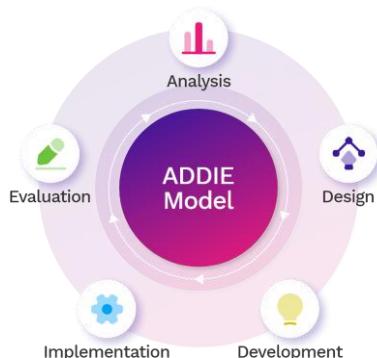 Analysis
ADDIE
Model
Evaluation
Design
Implementation
Development